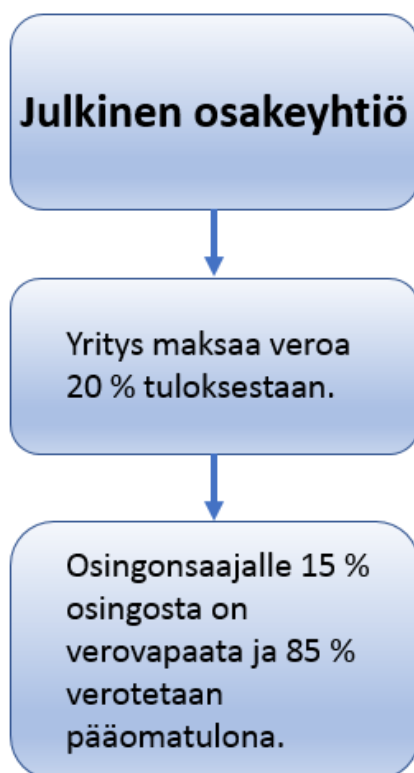 Julkinen osakeyhtiö
Yritys maksaa veroa
20 % tuloksestaan.
Osingonsaajalle 15 %
osingosta on
verovapaata ja 85 %
verotetaan
pääomatulona.